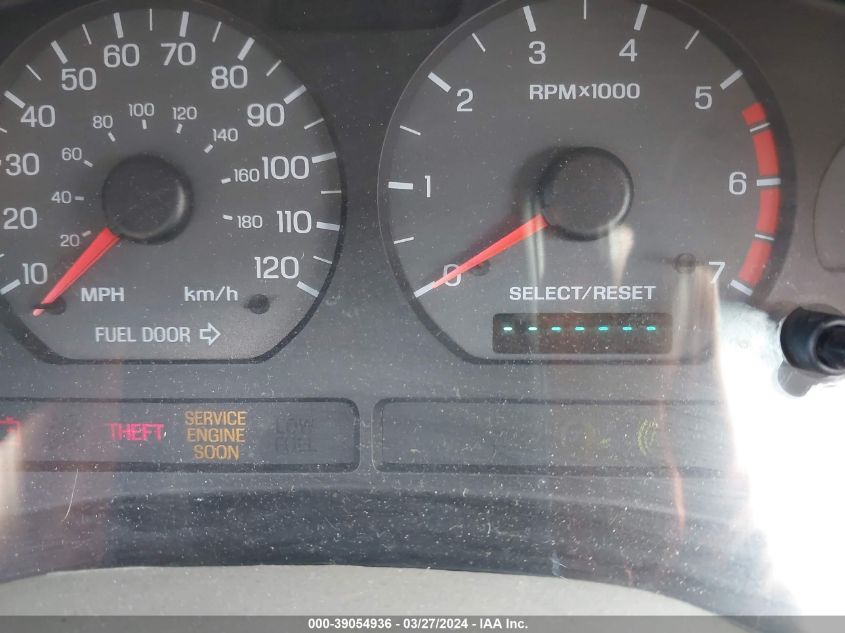 10
20
30
40
50
60
70
80
90
100
110
120
20
40
60
80
100
120
140
160
180
MPH
km/h
FUEL DOOR
0
1
2
3
4
5
6
7
RPM×1000
SELECT/RESET
- - - - - - -
THEFT
SERVICE
ENGINE
SOON
LOW
FUEL
000-39054936 / 03/27/2024 - IAA Inc.